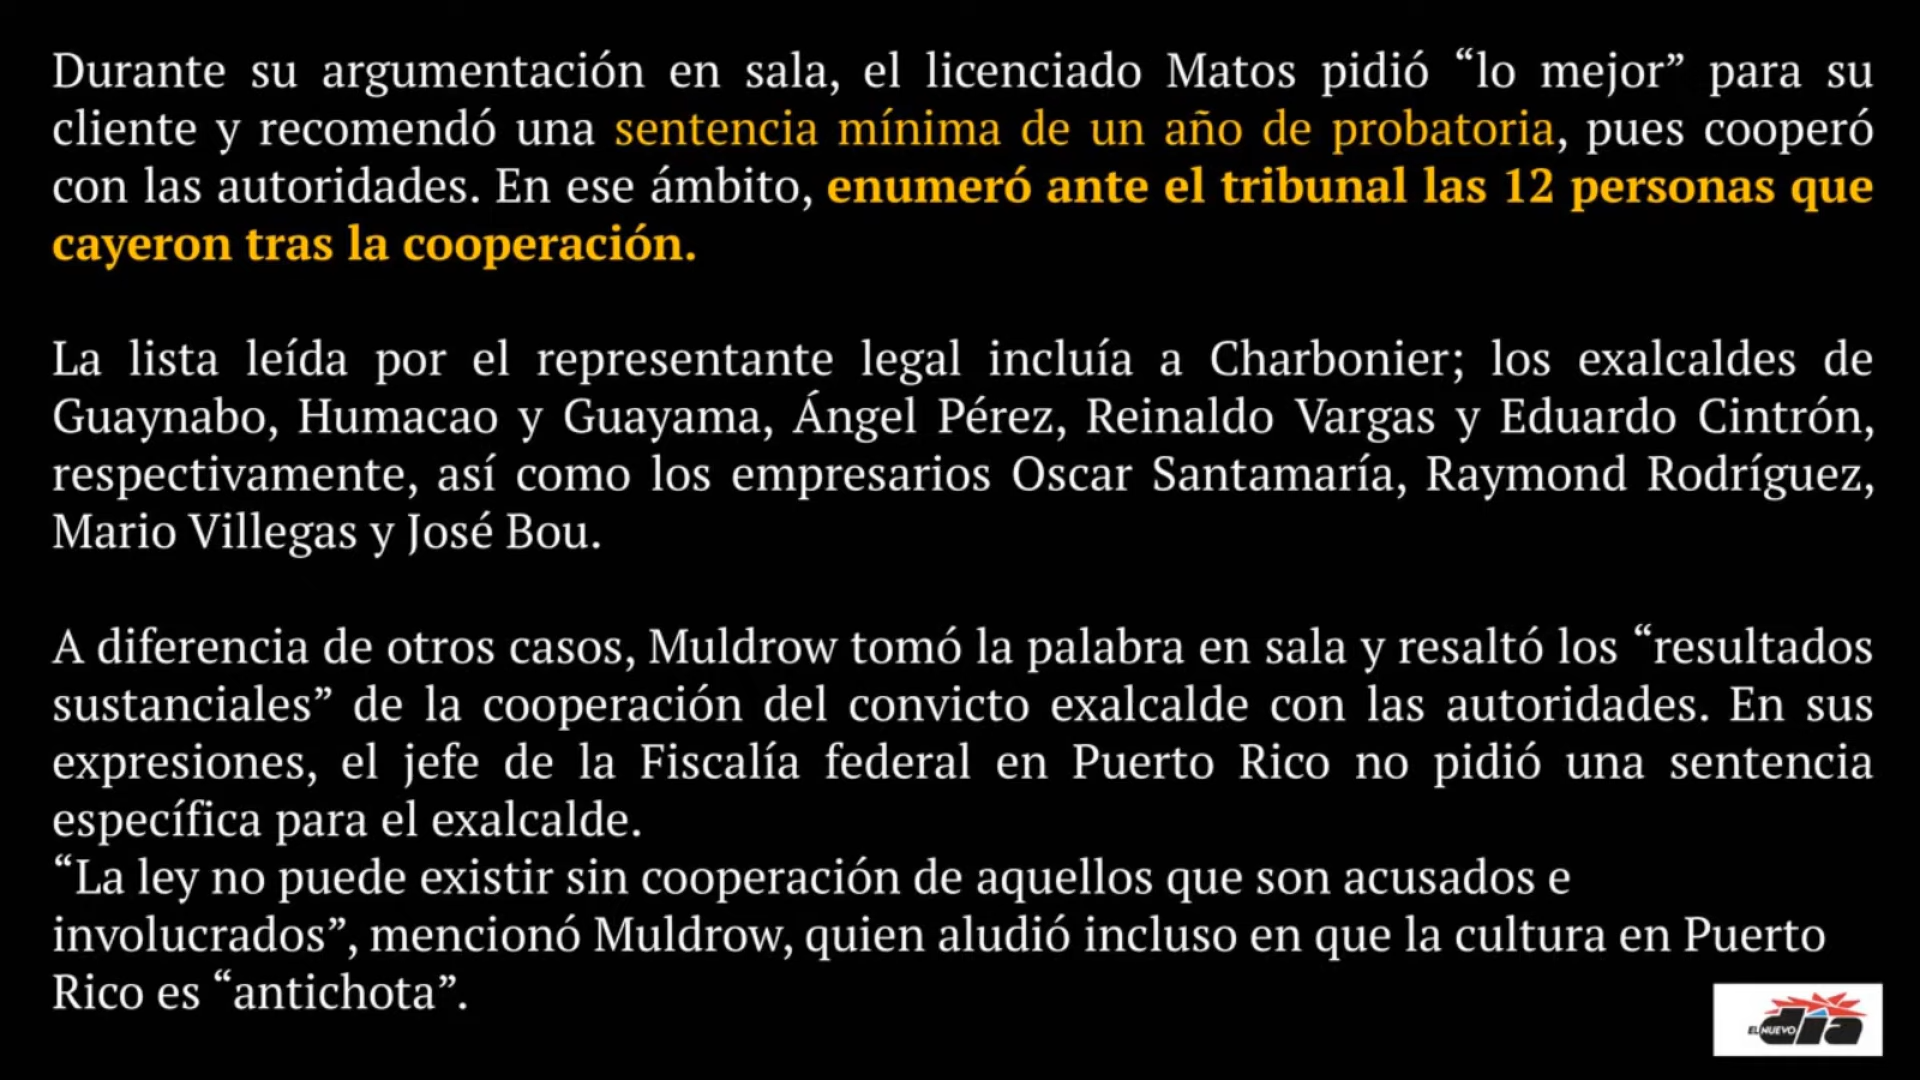 Durante su argumentación en sala, el licenciado Matos pidió “lo mejor” para su
cliente y recomendó una sentencia mínima de un año de probatoria, pues cooperó
con las autoridades. En ese ámbito, enumeró ante el tribunal las 12 personas que
cayeron tras la cooperación.
La lista leída por el representante legal incluía a Charbonier; los exalcaldes de
Guaynabo, Humacao y Guayama, Ángel Pérez, Reinaldo Vargas y Eduardo Cintrón,
respectivamente, así como los empresarios Oscar Santamaría, Raymond Rodríguez,
Mario Villegas y José Bou.
A diferencia de otros casos, Muldrow tomó la palabra en sala y resaltó los “resultados
sustanciales” de la cooperación del convicto exalcalde con las autoridades. En sus
expresiones, el jefe de la Fiscalía federal en Puerto Rico no pidió una sentencia
específica para el exalcalde.
“La ley no puede existir sin cooperación de aquellos que son acusados e
involucrados”, mencionó Muldrow, quien aludió incluso en que la cultura en Puerto
Rico es “antichota”.
EL NUEVO día